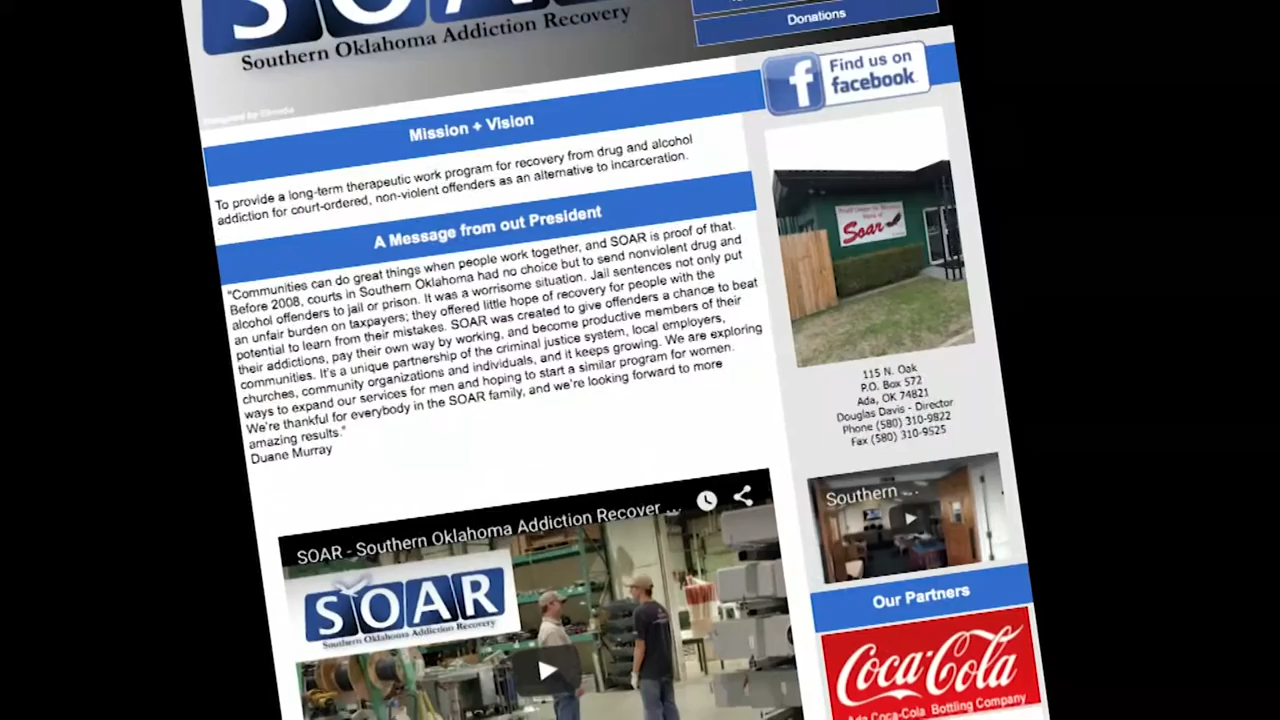 SOAR
Southern Oklahoma Addiction Recovery
Donations
Find us on
facebook
Mission + Vision
To provide a long-term therapeutic work program for recovery from drug and alcohol
addiction for court-ordered, non-violent offenders as an alternative to incarceration.
A Message from out President
"Communities can do great things when people work together, and SOAR is proof of that.
Before 2008, courts in Southern Oklahoma had no choice but to send nonviolent drug and
alcohol offenders to jail or prison. It was a worrisome situation. Jail sentences not only put
an unfair burden on taxpayers; they offered little hope of recovery for people with the
potential to learn from their mistakes. SOAR was created to give offenders a chance to beat
their addictions, pay their own way by working, and become productive members of their
communities. It's a unique partnership of the criminal justice system, local employers,
churches, community organizations and individuals, and it keeps growing. We are exploring
ways to expand our services for men and hoping to start a similar program for women.
We're thankful for everybody in the SOAR family, and we're looking forward to more
amazing results."
Duane Murray
Soar
115 N. Oak
P.O. Box 572
Ada, OK 74821
Douglas Davis - Director
Phone (580) 310-9822
Fax (580) 310-9525
Southern ...
SOAR - Southern Oklahoma Addiction Recover ...
SOAR
Southern Oklahoma Addiction Recovery
Our Partners
Coca-Cola
Ada Coca-Cola Bottling Company